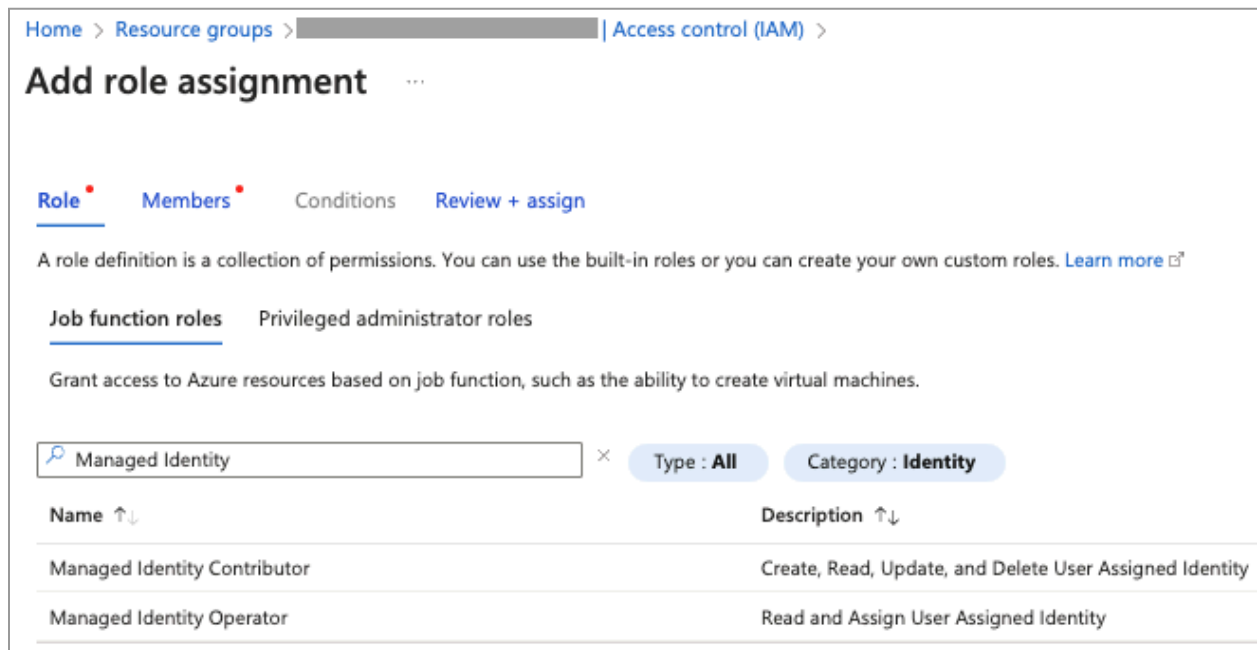 Home > Resource groups > | Access control (IAM) >
Add role assignment ...
Role Members Conditions Review + assign
A role definition is a collection of permissions. You can use the built-in roles or you can create your own custom roles. Learn more
Job function roles Privileged administrator roles
Grant access to Azure resources based on job function, such as the ability to create virtual machines.
Managed Identity × Type : All Category : Identity
Name ↑↓ Description ↑↓
Managed Identity Contributor Create, Read, Update, and Delete User Assigned Identity
Managed Identity Operator Read and Assign User Assigned Identity